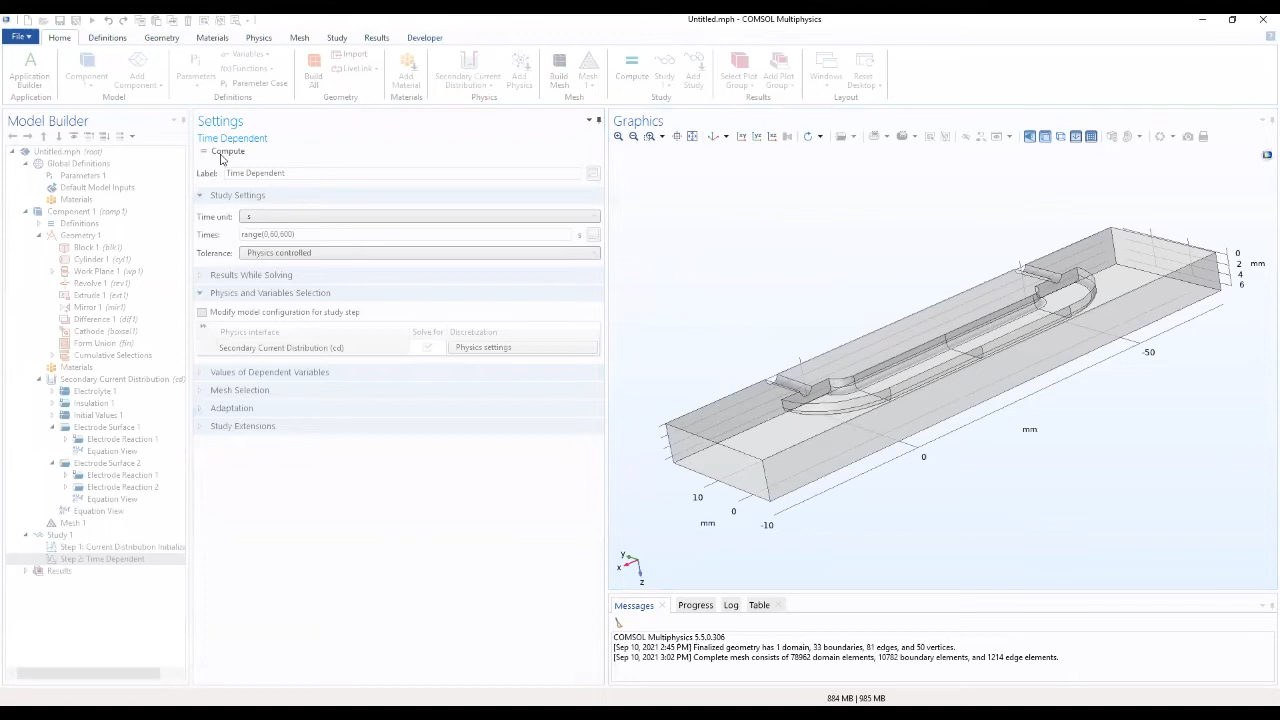 Untitled.mph - COMSOL Multiphysics
File Home Definitions Geometry Materials Physics Mesh Study Results Developer
Application Builder
Component 1
Add Component
Parameters
Variables
Functions
Parameter Case
Build All
Import
LiveLink
Add Material
Secondary Current Distribution
Add Physics
Build Mesh
Mesh 1
Compute
Study 1
Add Study
Select Plot Group
Add Plot Group
Windows
Reset Desktop
Application Model Definitions Geometry Materials Physics Mesh Study Results Layout
Model Builder
Untitled.mph (root)
Global Definitions
Parameters 1
Default Model Inputs
Materials
Component 1 (comp1)
Definitions
Geometry 1
Block 1 (blk1)
Cylinder 1 (cyl1)
Work Plane 1 (wp1)
Revolve 1 (rev1)
Extrude 1 (ext1)
Mirror 1 (mir1)
Difference 1 (dif1)
Cathode (boxsel1)
Form Union (fin)
Cumulative Selections
Materials
Secondary Current Distribution (cd)
Electrolyte 1
Insulation 1
Initial Values 1
Electrode Surface 1
Electrode Reaction 1
Equation View
Electrode Surface 2
Electrode Reaction 1
Electrode Reaction 2
Equation View
Equation View
Mesh 1
Study 1
Step 1: Current Distribution Initializ
Step 2: Time Dependent
Results
Settings
Time Dependent
= Compute
Label: Time Dependent
Study Settings
Time unit: s
Times: range(0,60,600) s
Tolerance: Physics controlled
Results While Solving
Physics and Variables Selection
Modify model configuration for study step
Physics interface Solve for Discretization
Secondary Current Distribution (cd) Physics settings
Values of Dependent Variables
Mesh Selection
Adaptation
Study Extensions
Graphics
xy yz xz
0
2 mm
4
6
-50
mm
0
10
0
mm
-10
y
x
z
Messages Progress Log Table
COMSOL Multiphysics 5.5.0.306
[Sep 10, 2021 2:45 PM] Finalized geometry has 1 domain, 33 boundaries, 81 edges, and 50 vertices.
[Sep 10, 2021 3:02 PM] Complete mesh consists of 78962 domain elements, 10782 boundary elements, and 1214 edge elements.
884 MB | 985 MB